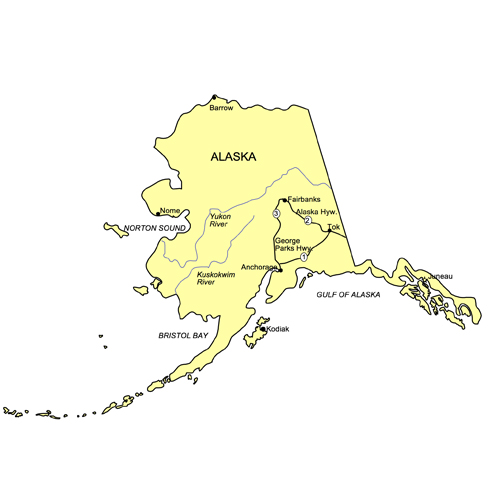 Barrow
ALASKA
Fairbanks
Nome
3
Alaska Hyw.
Yukon
River
2
NORTON SOUND
Tok
George
Parks Hwy.
1
Anchorage
Kuskokwim
River
Juneau
GULF OF ALASKA
Kodiak
BRISTOL BAY